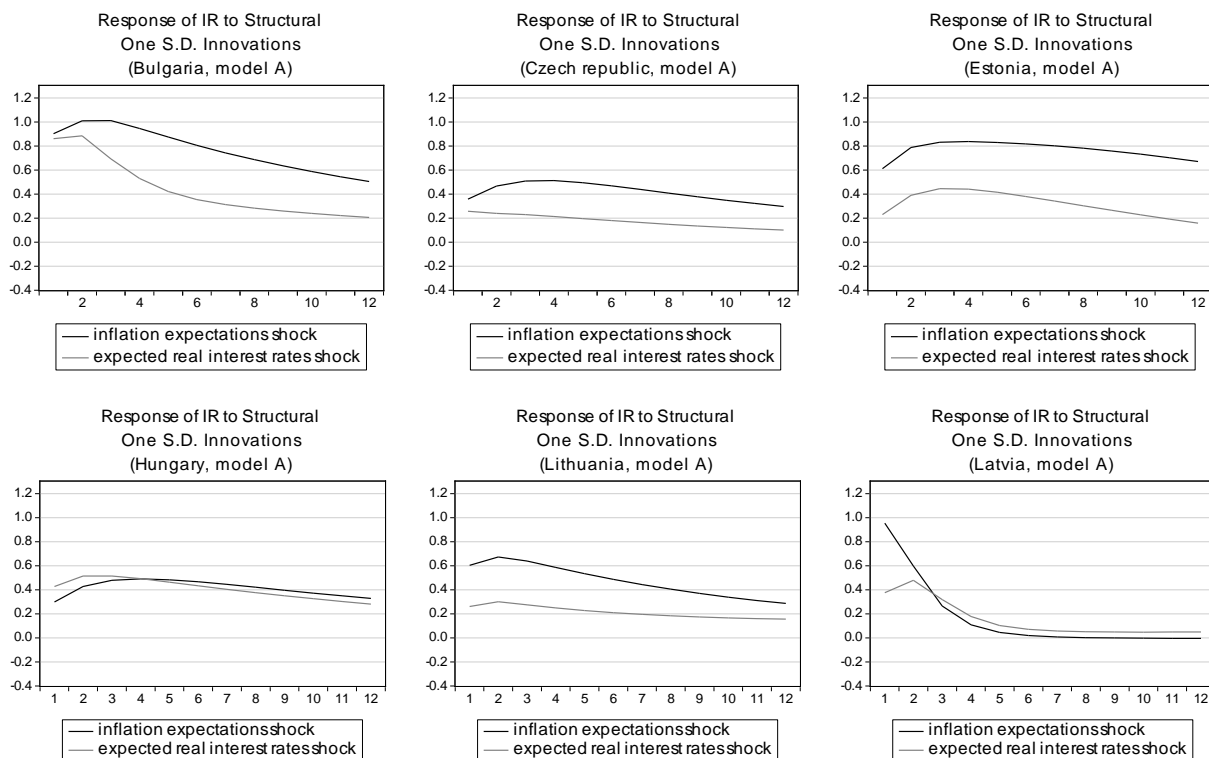 Response of IR to Structural
One S.D. Innovations
(Bulgaria, model A)
1.2
1.0
0.8
0.6
0.4
0.2
0.0
-0.2
-0.4
2 4 6 8 10 12
inflation expectations shock
expected real interest rates shock
Response of IR to Structural
One S.D. Innovations
(Czech republic, model A)
1.2
1.0
0.8
0.6
0.4
0.2
0.0
-0.2
-0.4
2 4 6 8 10 12
inflation expectations shock
expected real interest rates shock
Response of IR to Structural
One S.D. Innovations
(Estonia, model A)
1.2
1.0
0.8
0.6
0.4
0.2
0.0
-0.2
-0.4
2 4 6 8 10 12
inflation expectations shock
expected real interest rates shock
Response of IR to Structural
One S.D. Innovations
(Hungary, model A)
1.2
1.0
0.8
0.6
0.4
0.2
0.0
-0.2
-0.4
1 2 3 4 5 6 7 8 9 10 11 12
inflation expectations shock
expected real interest rates shock
Response of IR to Structural
One S.D. Innovations
(Lithuania, model A)
1.2
1.0
0.8
0.6
0.4
0.2
0.0
-0.2
-0.4
1 2 3 4 5 6 7 8 9 10 11 12
inflation expectations shock
expected real interest rates shock
Response of IR to Structural
One S.D. Innovations
(Latvia, model A)
1.2
1.0
0.8
0.6
0.4
0.2
0.0
-0.2
-0.4
1 2 3 4 5 6 7 8 9 10 11 12
inflation expectations shock
expected real interest rates shock